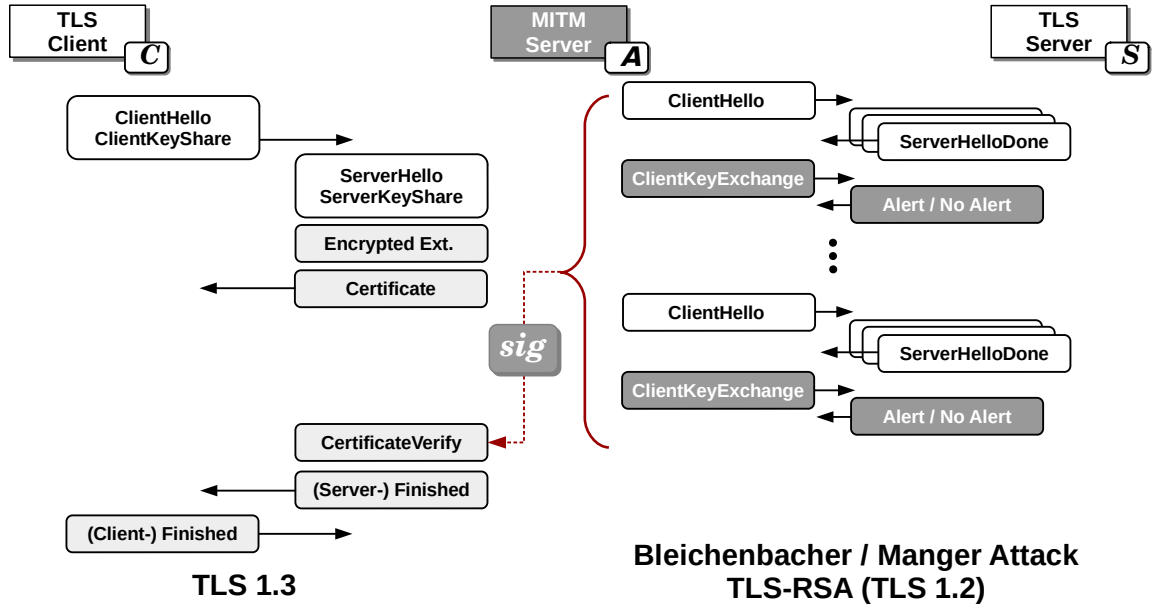 TLS
Client
C
MITM
Server
A
TLS
Server
S
ClientHello
ClientKeyShare
ServerHello
ServerKeyShare
Encrypted Ext.
Certificate
sig
CertificateVerify
(Server-) Finished
(Client-) Finished
TLS 1.3
ClientHello
ServerHelloDone
ClientKeyExchange
Alert / No Alert
ClientHello
ServerHelloDone
ClientKeyExchange
Alert / No Alert
Bleichenbacher / Manger Attack
TLS-RSA (TLS 1.2)